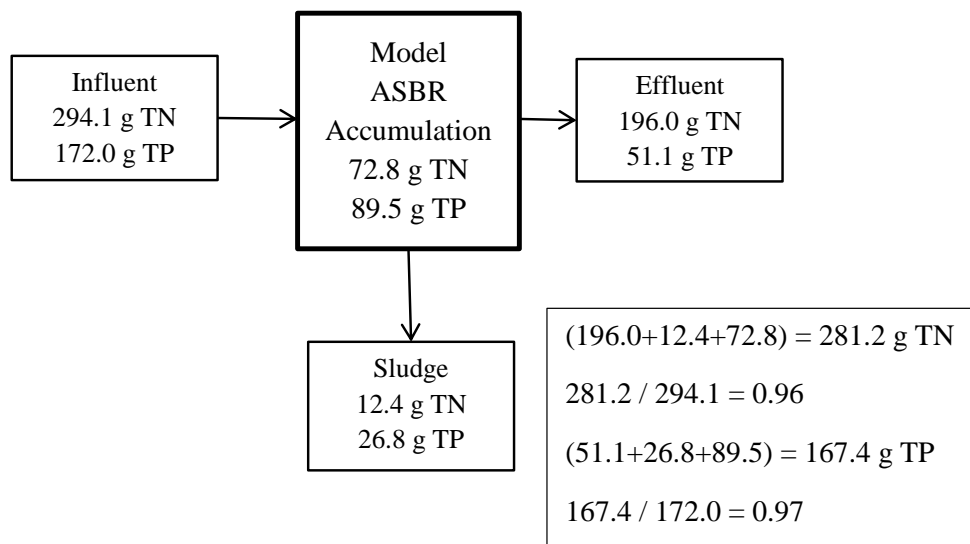 Influent
294.1 g TN
172.0 g TP
Model
ASBR
Accumulation
72.8 g TN
89.5 g TP
Effluent
196.0 g TN
51.1 g TP
Sludge
12.4 g TN
26.8 g TP
(196.0+12.4+72.8) = 281.2 g TN
281.2 / 294.1 = 0.96
(51.1+26.8+89.5) = 167.4 g TP
167.4 / 172.0 = 0.97